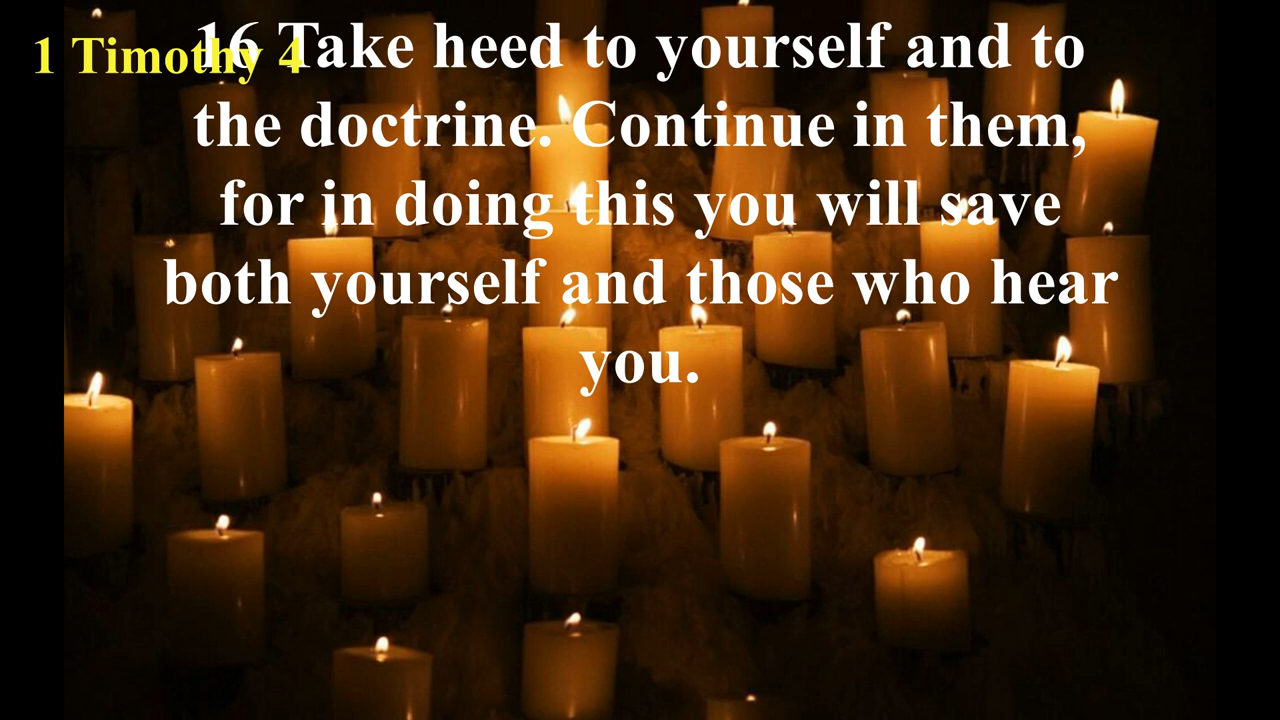 1 Timothy 4
16 Take heed to yourself and to
the doctrine. Continue in them,
for in doing this you will save
both yourself and those who hear
you.